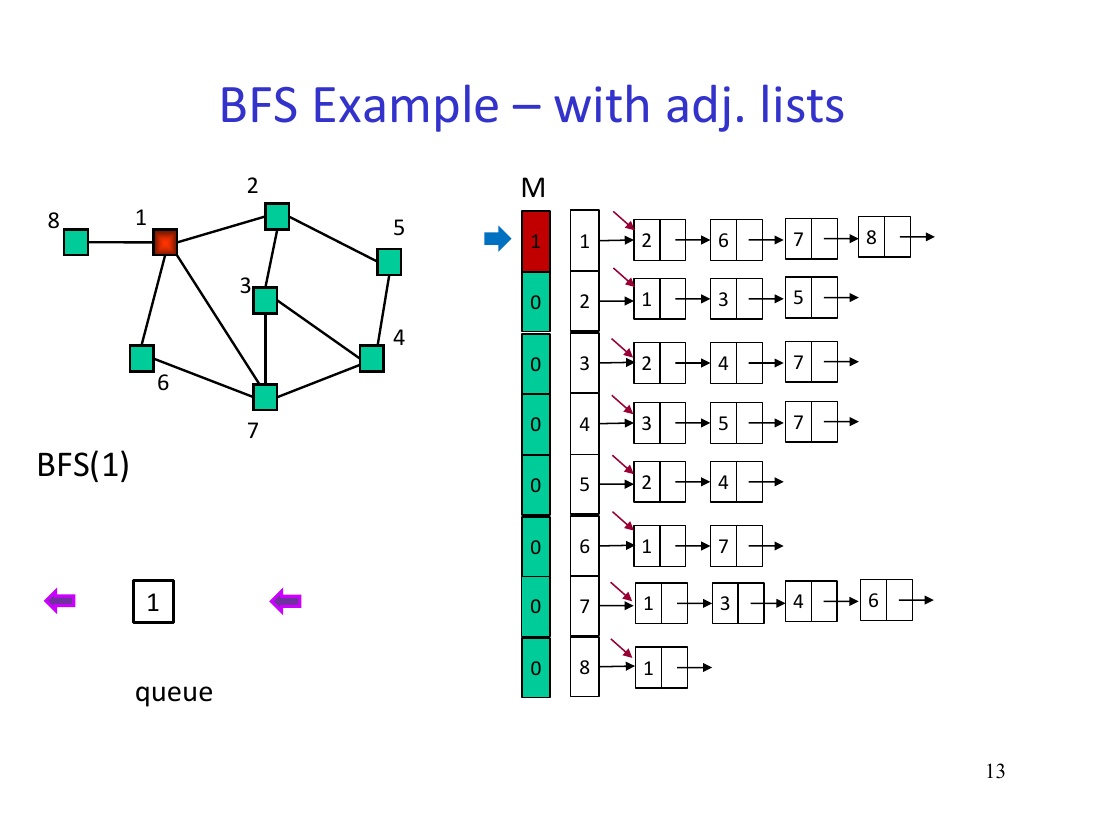 BFS Example – with adj. lists
M
2
8
1
5
3
4
6
7
BFS(1)
1
queue
1 1 2 6 7 8
0 2 1 3 5
0 3 2 4 7
0 4 3 5 7
0 5 2 4
0 6 1 7
0 7 1 3 4 6
0 8 1
13